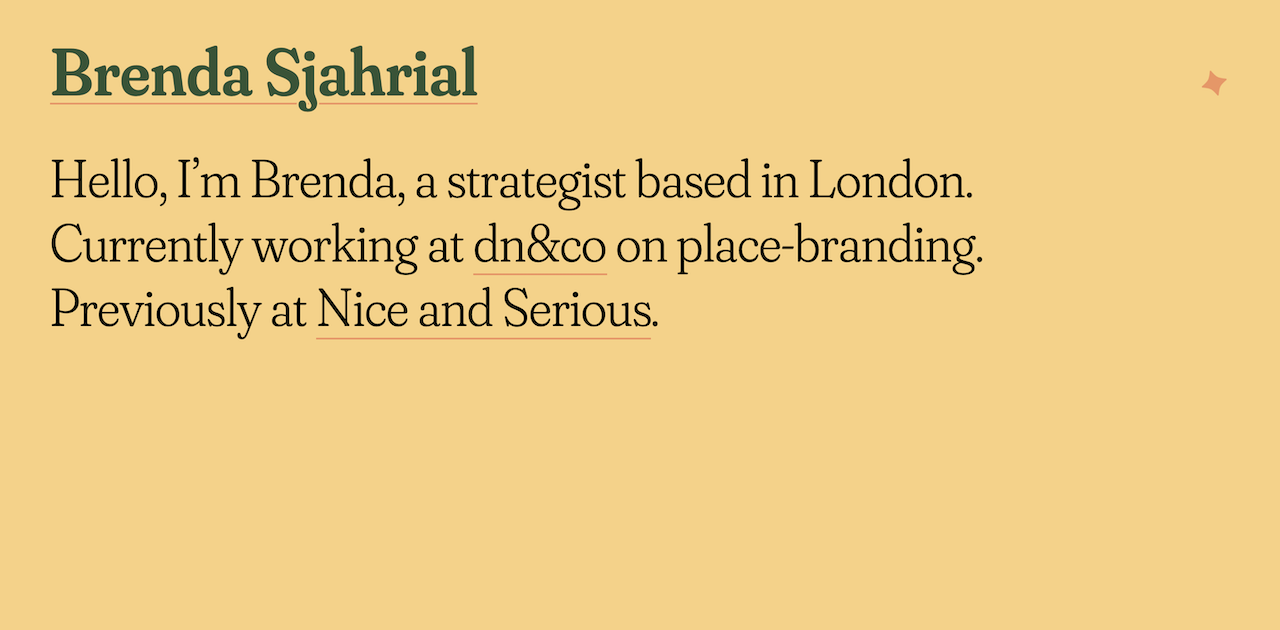 Brenda Sjahrial
Hello, I’m Brenda, a strategist based in London.
Currently working at dn&co on place-branding.
Previously at Nice and Serious.